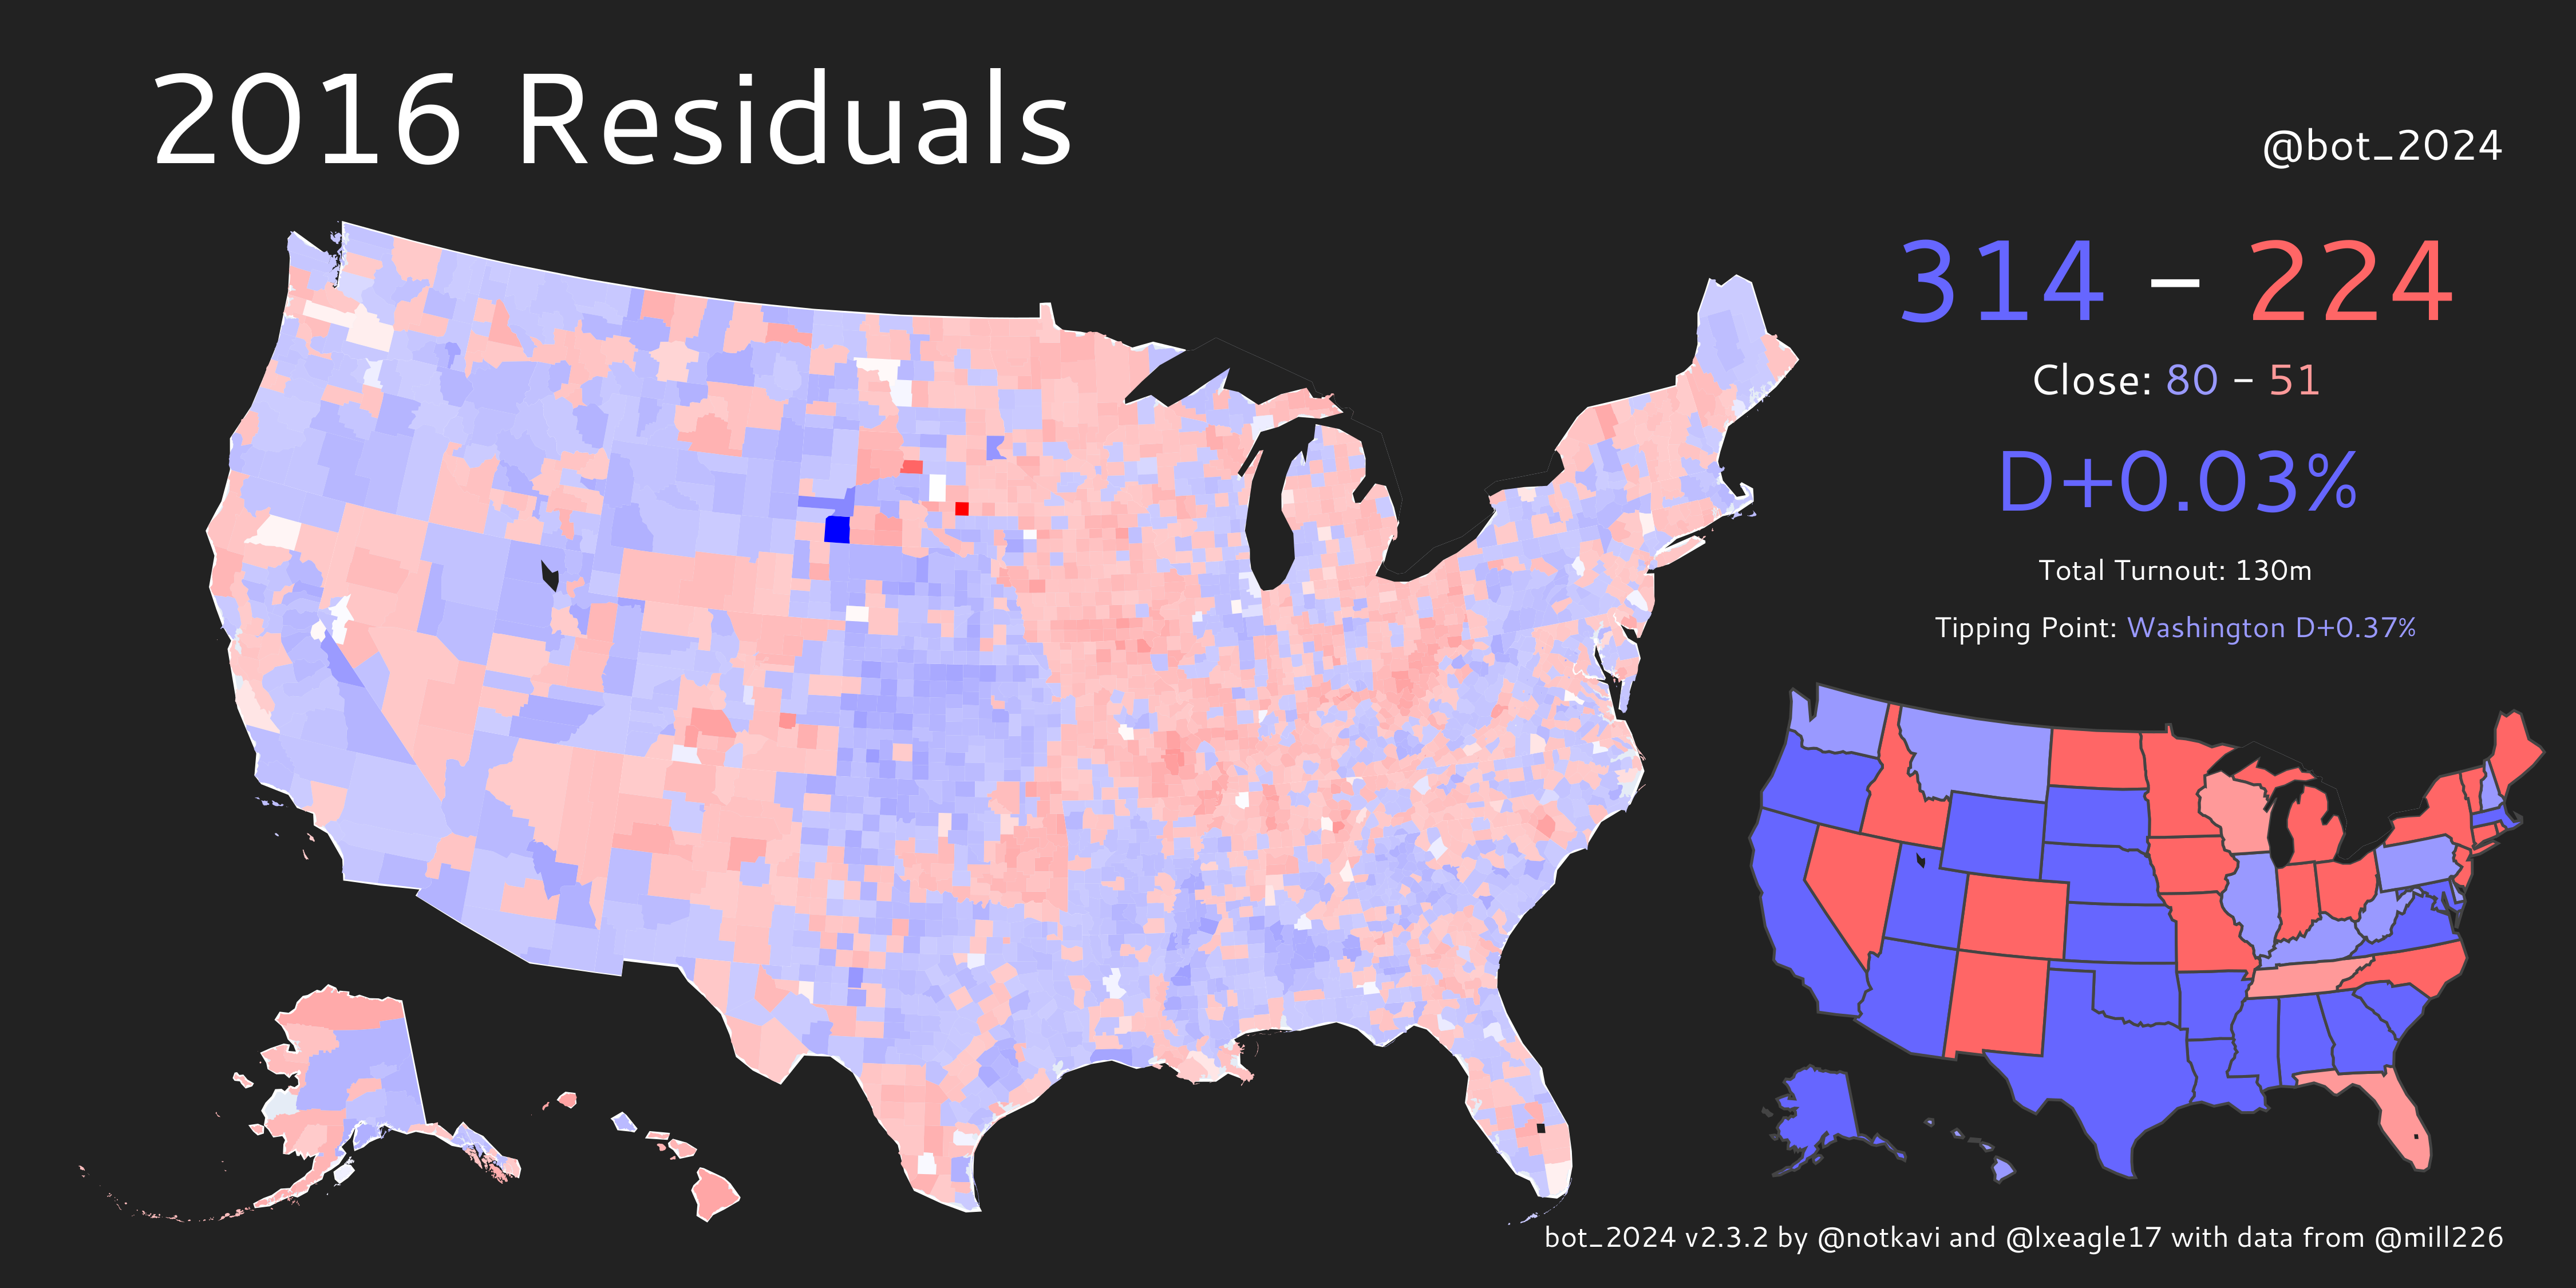 2016 Residuals
@bot_2024
314 - 224
Close: 80 - 51
D+0.03%
Total Turnout: 130m
Tipping Point: Washington D+0.37%
bot_2024 v2.3.2 by @notkavi and @lxeagle17 with data from @mill226